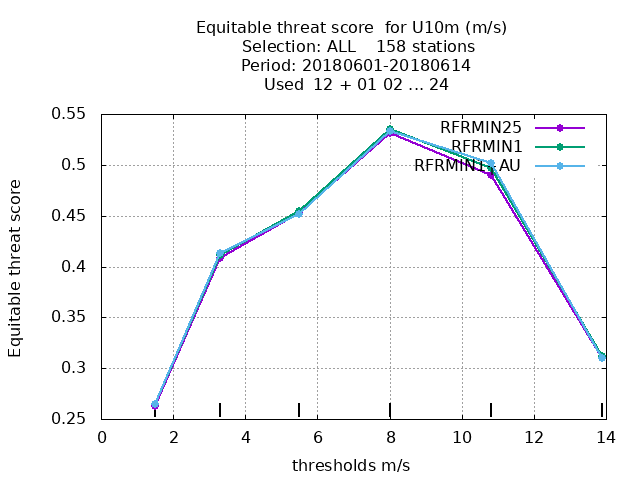 Equitable threat score for U10m (m/s)
Selection: ALL 158 stations
Period: 20180601-20180614
Used 12 + 01 02 ... 24
0.55
0.5
0.45
0.4
0.35
0.3
0.25
Equitable threat score
RFRMIN25
RFRMIN1
RFRMIN1+AU
0 2 4 6 8 10 12 14
thresholds m/s